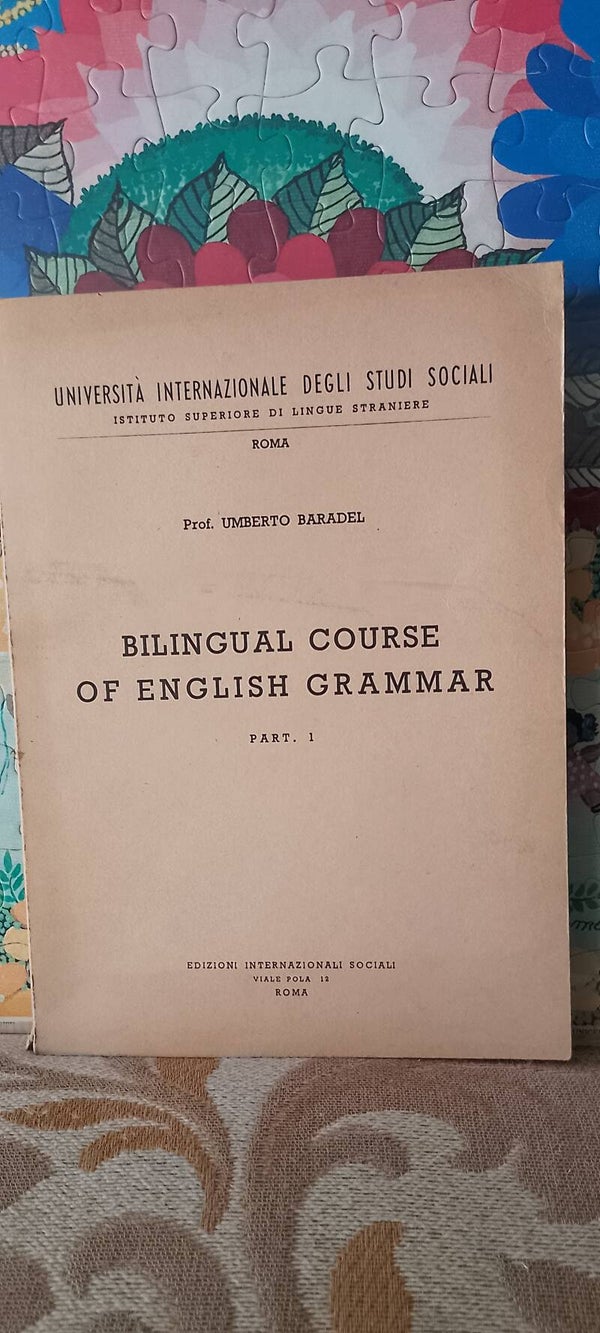 UNIVERSITÀ INTERNAZIONALE DEGLI STUDI SOCIALI
ISTITUTO SUPERIORE DI LINGUE STRANIERE
ROMA
Prof. UMBERTO BARADEL
BILINGUAL COURSE
OF ENGLISH GRAMMAR
PART. 1
EDIZIONI INTERNAZIONALI SOCIALI
VIALE POLA 12
ROMA